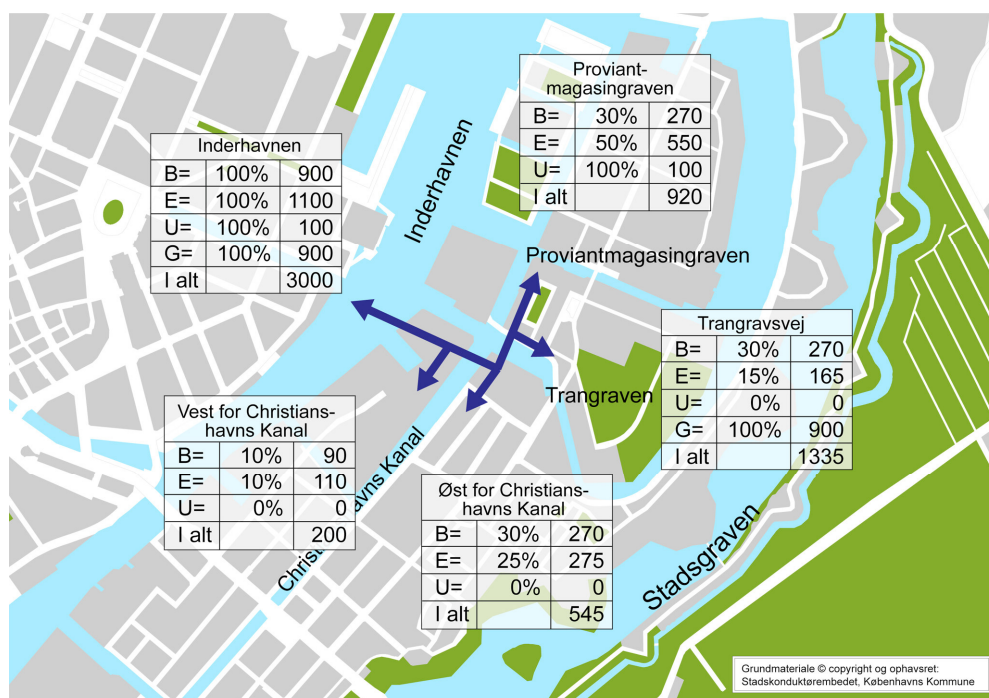 Proviant-
magasingraven
B= 30% 270
E= 50% 550
U= 100% 100
I alt 920
Inderhavnen
B= 100% 900
E= 100% 1100
U= 100% 100
G= 100% 900
I alt 3000
Inderhavnen
Proviantmagasingraven
Trangravsvej
B= 30% 270
E= 15% 165
U= 0% 0
G= 100% 900
I alt 1335
Trangraven
Vest for Christians-
havns Kanal
B= 10% 90
E= 10% 110
U= 0% 0
I alt 200
Christi
avns Kanal
Øst for Christians-
havns Kanal
B= 30% 270
E= 25% 275
U= 0% 0
I alt 545
Stadsgraven
Grundmateriale © copyright og ophavsret:
Stadskonduktørembedet, Københavns Kommune